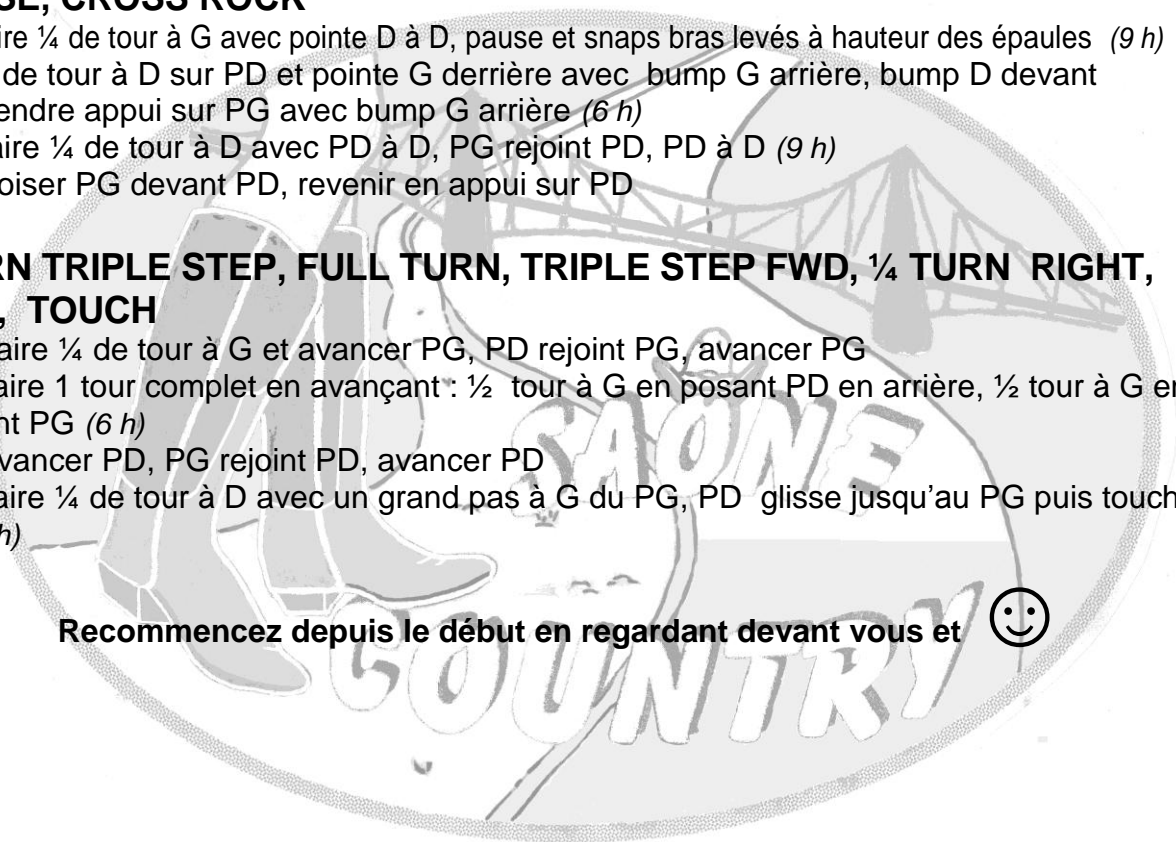 SE, CROSS ROCK
ire ¼ de tour à G avec pointe D à D, pause et snaps bras levés à hauteur des épaules (9 h)
de tour à D sur PD et pointe G derrière avec bump G arrière, bump D devant
endre appui sur PG avec bump G arrière (6 h)
aire ¼ de tour à D avec PD à D, PG rejoint PD, PD à D (9 h)
oiser PG devant PD, revenir en appui sur PD
RN TRIPLE STEP, FULL TURN, TRIPLE STEP FWD, ¼ TURN RIGHT,
, TOUCH
aire ¼ de tour à G et avancer PG, PD rejoint PG, avancer PG
aire 1 tour complet en avançant : ½ tour à G en posant PD en arrière, ½ tour à G en
nt PG (6 h)
vancer PD, PG rejoint PD, avancer PD
aire ¼ de tour à D avec un grand pas à G du PG, PD glisse jusqu’au PG puis touch
h)
Recommencez depuis le début en regardant devant vous et ☺
SAÔNE
COUNTRY